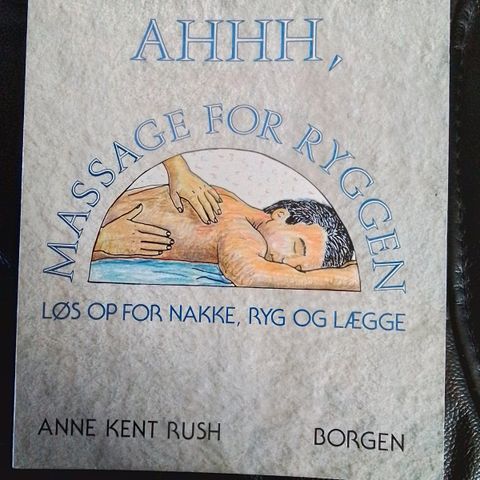 AHHH,
MASSAGE FOR RYGGEN
LØS OP FOR NAKKE, RYG OG LÆGGE
ANNE KENT RUSH
BORGEN